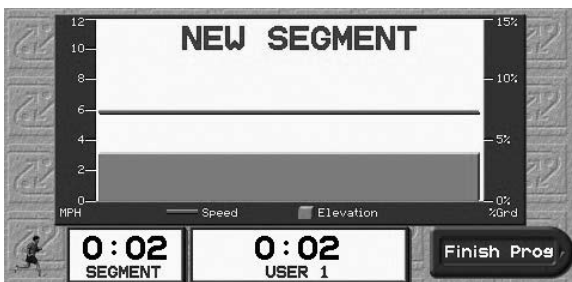 NEW SEGMENT
12
10
8
6
4
2
0
MPH
15%
10%
5%
0%
%Grd
Speed
Elevation
0:02
SEGMENT
0:02
USER 1
Finish Prog